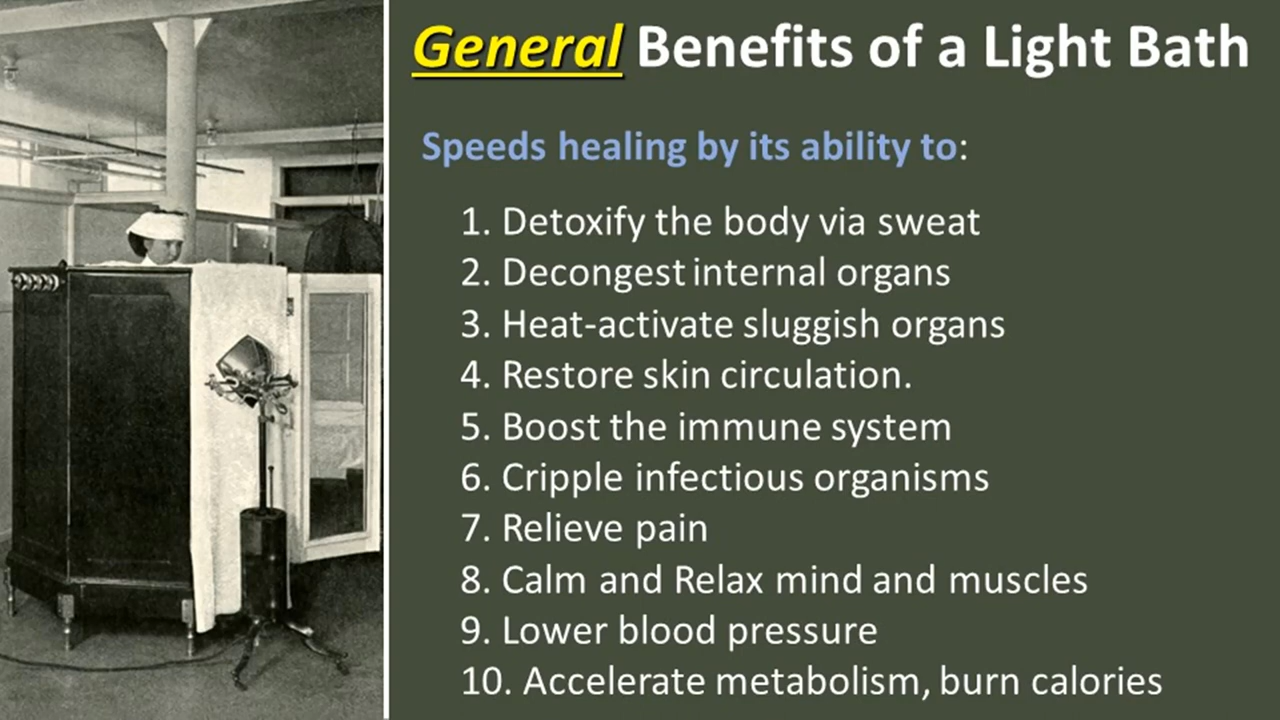 General Benefits of a Light Bath
Speeds healing by its ability to:
1. Detoxify the body via sweat
2. Decongest internal organs
3. Heat-activate sluggish organs
4. Restore skin circulation.
5. Boost the immune system
6. Cripple infectious organisms
7. Relieve pain
8. Calm and Relax mind and muscles
9. Lower blood pressure
10. Accelerate metabolism, burn calories